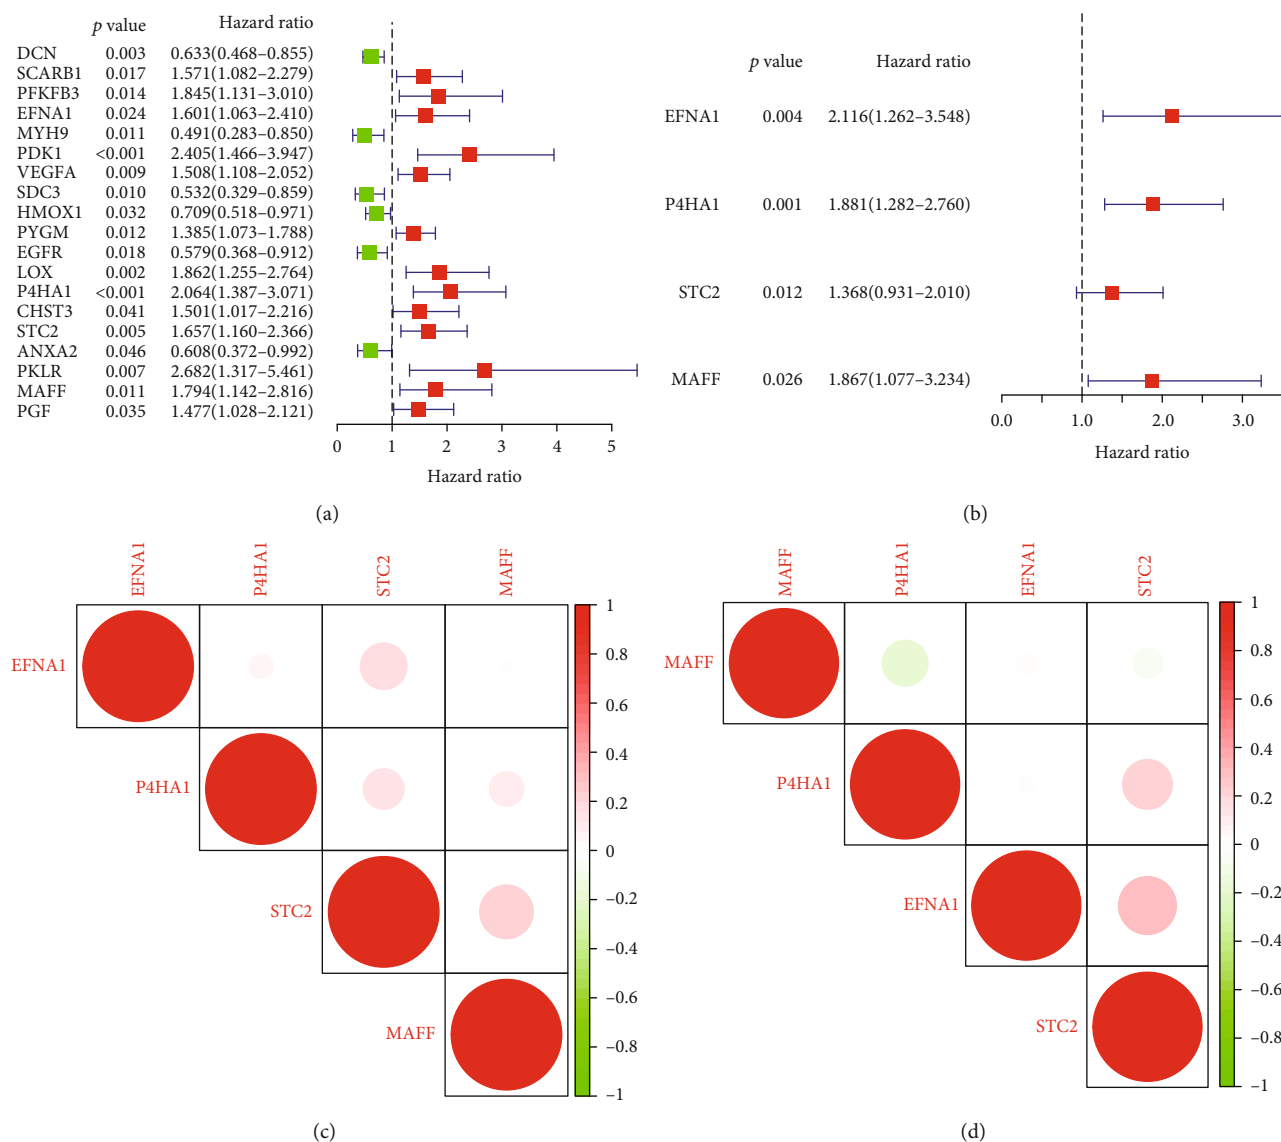 p value Hazard ratio
DCN 0.003 0.633(0.468–0.855)
SCARB1 0.017 1.571(1.082–2.279)
PFKFB3 0.014 1.845(1.131–3.010)
EFNA1 0.024 1.601(1.063–2.410)
MYH9 0.011 0.491(0.283–0.850)
PDK1 <0.001 2.405(1.466–3.947)
VEGFA 0.009 1.508(1.108–2.052)
SDC3 0.010 0.532(0.329–0.859)
HMOX1 0.032 0.709(0.518–0.971)
PYGM 0.012 1.385(1.073–1.788)
EGFR 0.018 0.579(0.368–0.912)
LOX 0.002 1.862(1.255–2.764)
P4HA1 <0.001 2.064(1.387–3.071)
CHST3 0.041 1.501(1.017–2.216)
STC2 0.005 1.657(1.160–2.366)
ANXA2 0.046 0.608(0.372–0.992)
PKLR 0.007 2.682(1.317–5.461)
MAFF 0.011 1.794(1.142–2.816)
PGF 0.035 1.477(1.028–2.121)
0 1 2 3 4 5
Hazard ratio
(a)
p value Hazard ratio
EFNA1 0.004 2.116(1.262–3.548)
P4HA1 0.001 1.881(1.282–2.760)
STC2 0.012 1.368(0.931–2.010)
MAFF 0.026 1.867(1.077–3.234)
0.0 1.0 2.0 3.0
Hazard ratio
(b)
EFNA1 P4HA1 STC2 MAFF
EFNA1
P4HA1
STC2
MAFF
1
0.8
0.6
0.4
0.2
0
–0.2
–0.4
–0.6
–0.8
–1
(c)
MAFF P4HA1 EFNA1 STC2
MAFF
P4HA1
EFNA1
STC2
1
0.8
0.6
0.4
0.2
0
–0.2
–0.4
–0.6
–0.8
–1
(d)